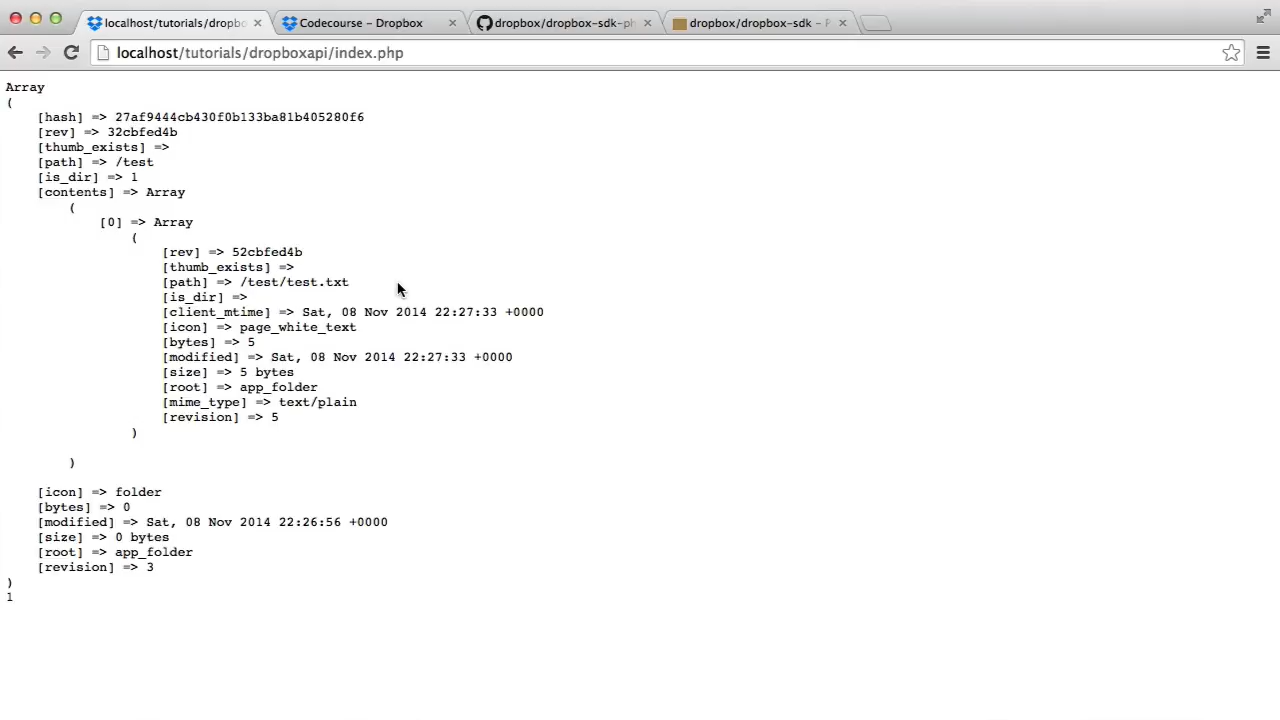 localhost/tutorials/dropbo
Codecourse – Dropbox
dropbox/dropbox-sdk-ph
dropbox/dropbox-sdk – P
localhost/tutorials/dropboxapi/index.php
Array
(
[hash] => 27af9444cb430f0b133ba81b405280f6
[rev] => 32cbfed4b
[thumb_exists] =>
[path] => /test
[is_dir] => 1
[contents] => Array
(
[0] => Array
(
[rev] => 52cbfed4b
[thumb_exists] =>
[path] => /test/test.txt
[is_dir] =>
[client_mtime] => Sat, 08 Nov 2014 22:27:33 +0000
[icon] => page_white_text
[bytes] => 5
[modified] => Sat, 08 Nov 2014 22:27:33 +0000
[size] => 5 bytes
[root] => app_folder
[mime_type] => text/plain
[revision] => 5
)
)
[icon] => folder
[bytes] => 0
[modified] => Sat, 08 Nov 2014 22:26:56 +0000
[size] => 0 bytes
[root] => app_folder
[revision] => 3
)
1